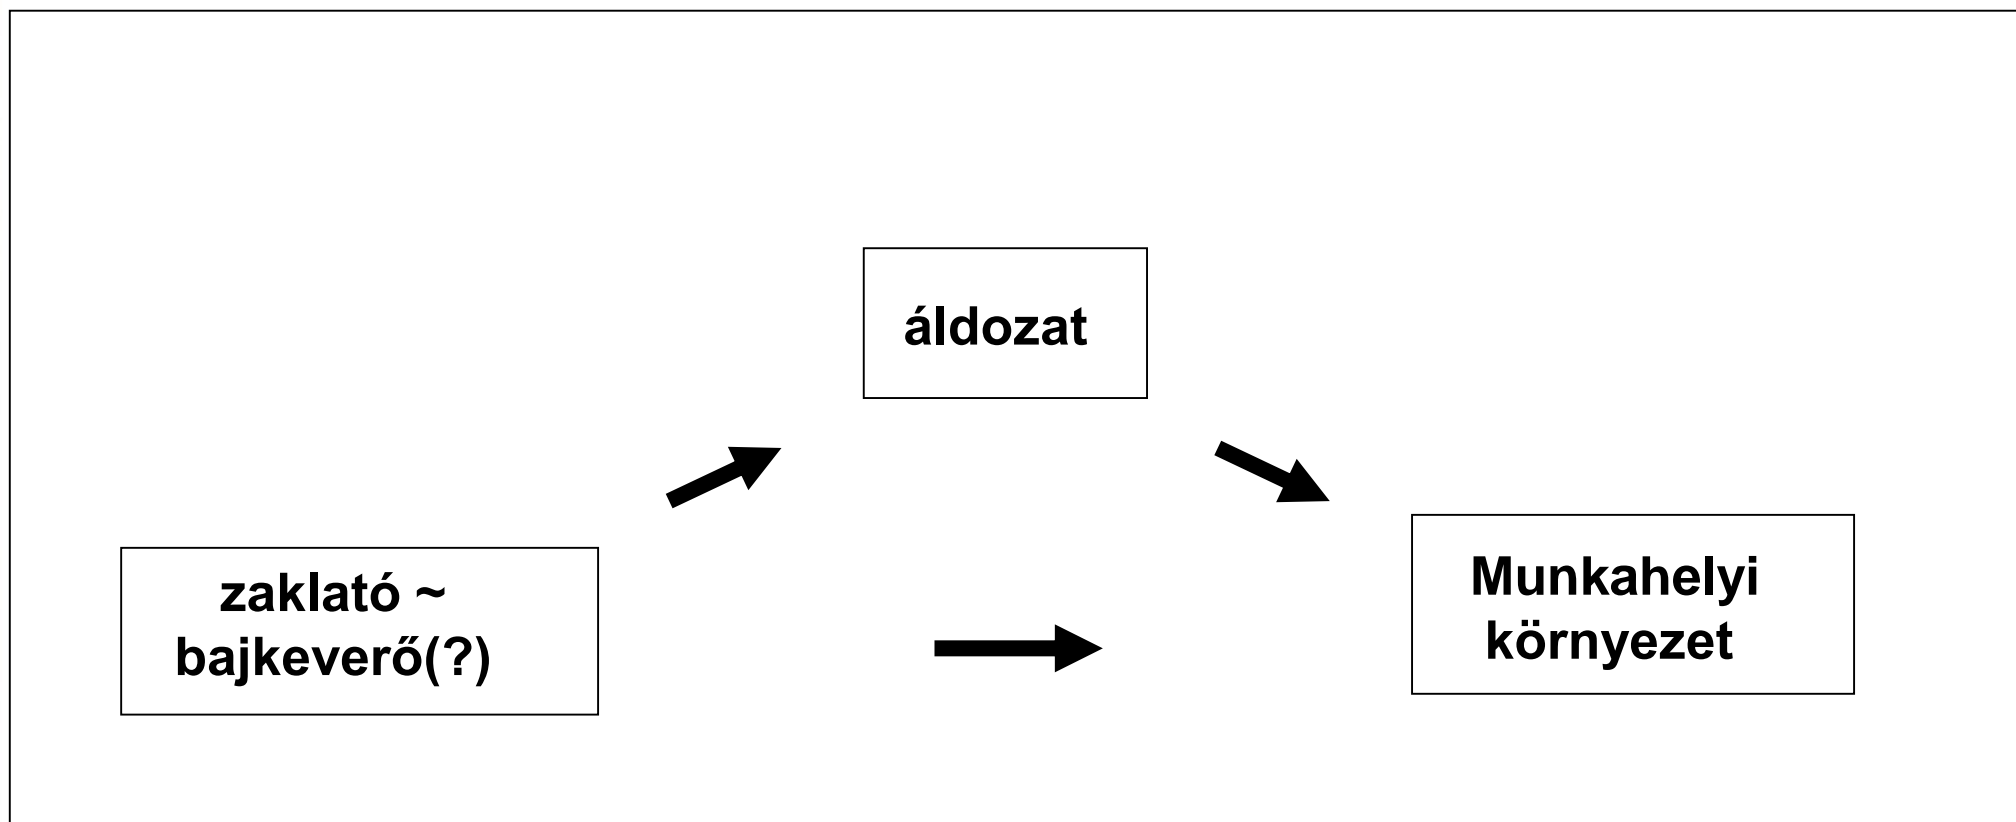 áldozat
zaklató ~
bajkeverő(?)
Munkahelyi
környezet